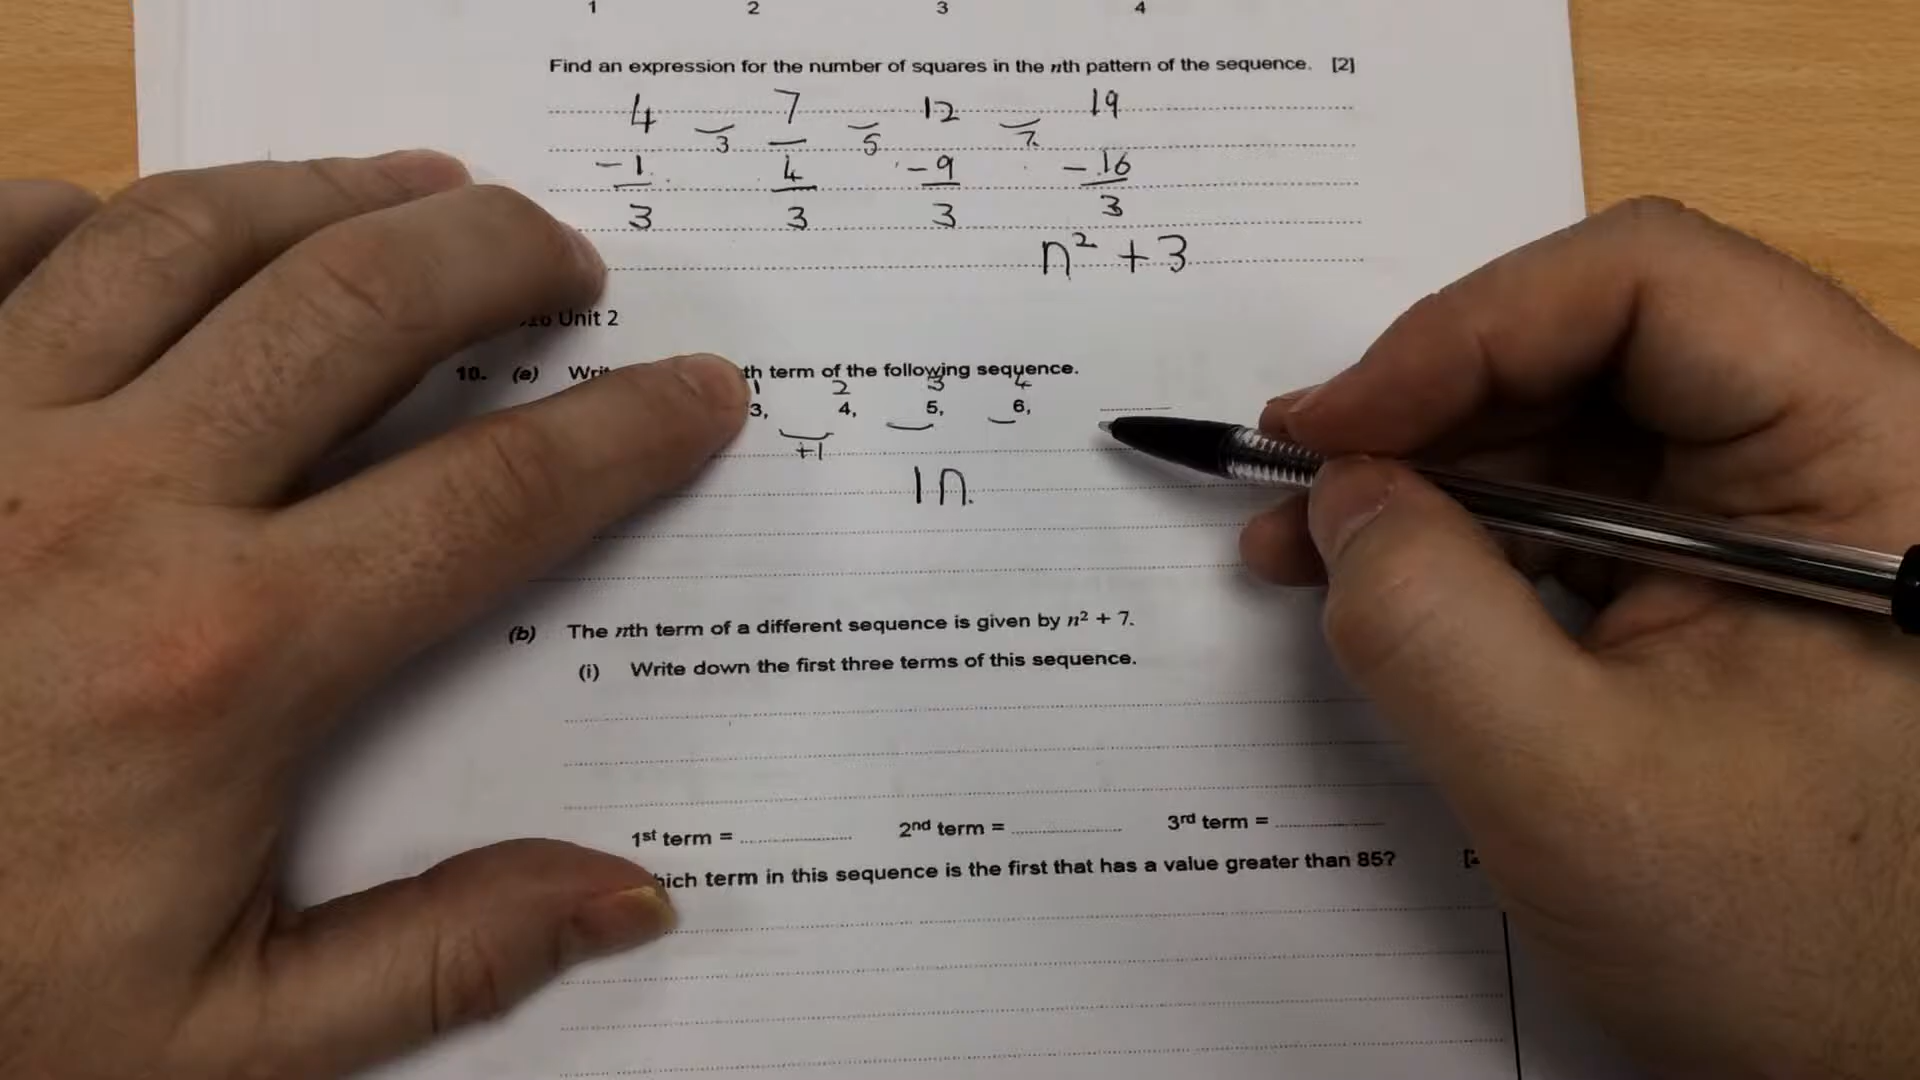 1 2 3 4
Find an expression for the number of squares in the nth pattern of the sequence. [2]
4 7 12 19
3 5 7
-1 - 4 -9 -16
3 3 3 3
n² + 3
Unit 2
10. (a) th term of the following sequence.
1 2 3 4
3, 4, 5, 6,
+1
1n
(b) The nth term of a different sequence is given by n² + 7.
(i) Write down the first three terms of this sequence.
1st term = 2nd term = 3rd term =
term in this sequence is the first that has a value greater than 85?